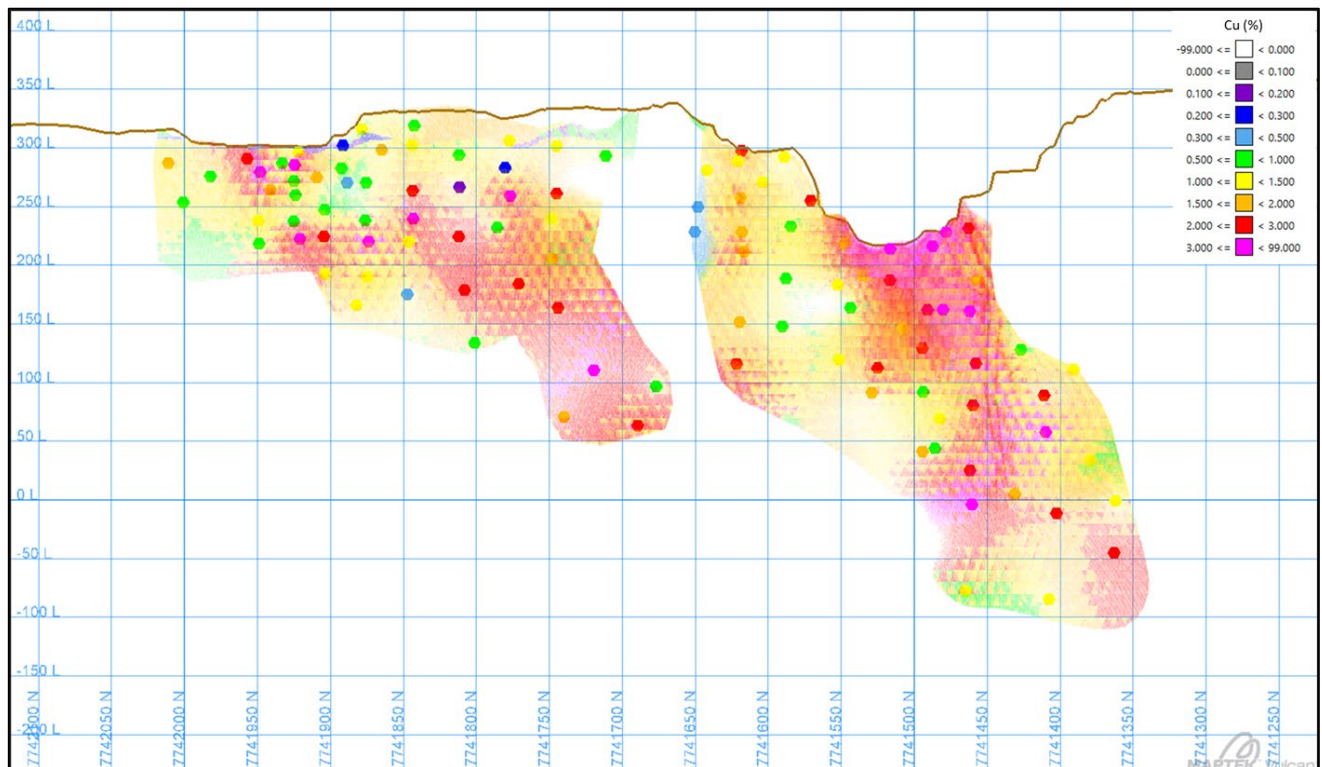 Cu (%)
-99.000 <= < 0.000
0.000 <= < 0.100
0.100 <= < 0.200
0.200 <= < 0.300
0.300 <= < 0.500
0.500 <= < 1.000
1.000 <= < 1.500
1.500 <= < 2.000
2.000 <= < 3.000
3.000 <= < 99.000
400 L
350 L
300 L
250 L
200 L
150 L
100 L
50 L
0 L
-50 L
-100 L
-150 L
-200 L
7742050 N
7742000 N
7741950 N
7741900 N
7741850 N
7741800 N
7741750 N
7741700 N
7741650 N
7741600 N
7741550 N
7741500 N
7741450 N
7741400 N
7741350 N
7741300 N
7741250 N
MAPTEK Vulcan